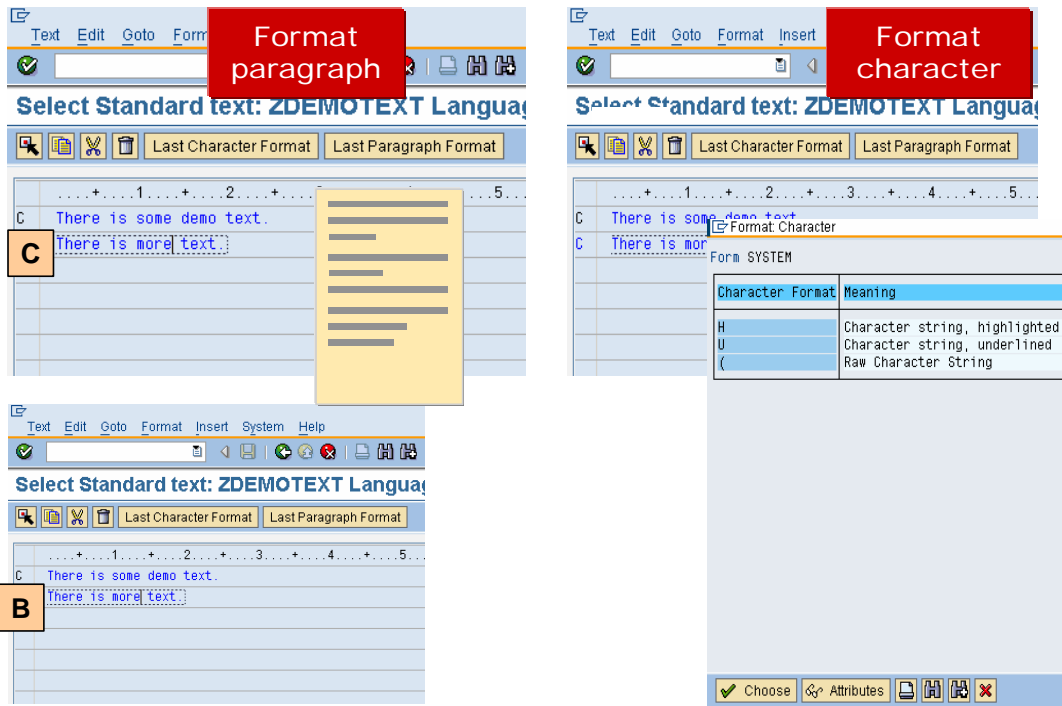 Text Edit Goto Form
Format
paragraph
Select Standard text: ZDEMOTEXT Languag
Last Character Format Last Paragraph Format
....+....1....+....2....+.... ...5...
C There is some demo text.
C There is more text.
Text Edit Goto Format Insert
Format
character
Select Standard text: ZDEMOTEXT Languag
Last Character Format Last Paragraph Format
....+....1....+....2....+....3....+....4....+....5...
C There is some demo text
C There is mor
Format: Character
Form SYSTEM
Character Format Meaning
H Character string, highlighted
U Character string, underlined
( Raw Character String
Choose Attributes
Text Edit Goto Format Insert System Help
Select Standard text: ZDEMOTEXT Languag
Last Character Format Last Paragraph Format
....+....1....+....2....+....3....+....4....+....5...
C There is some demo text.
B There is more text.